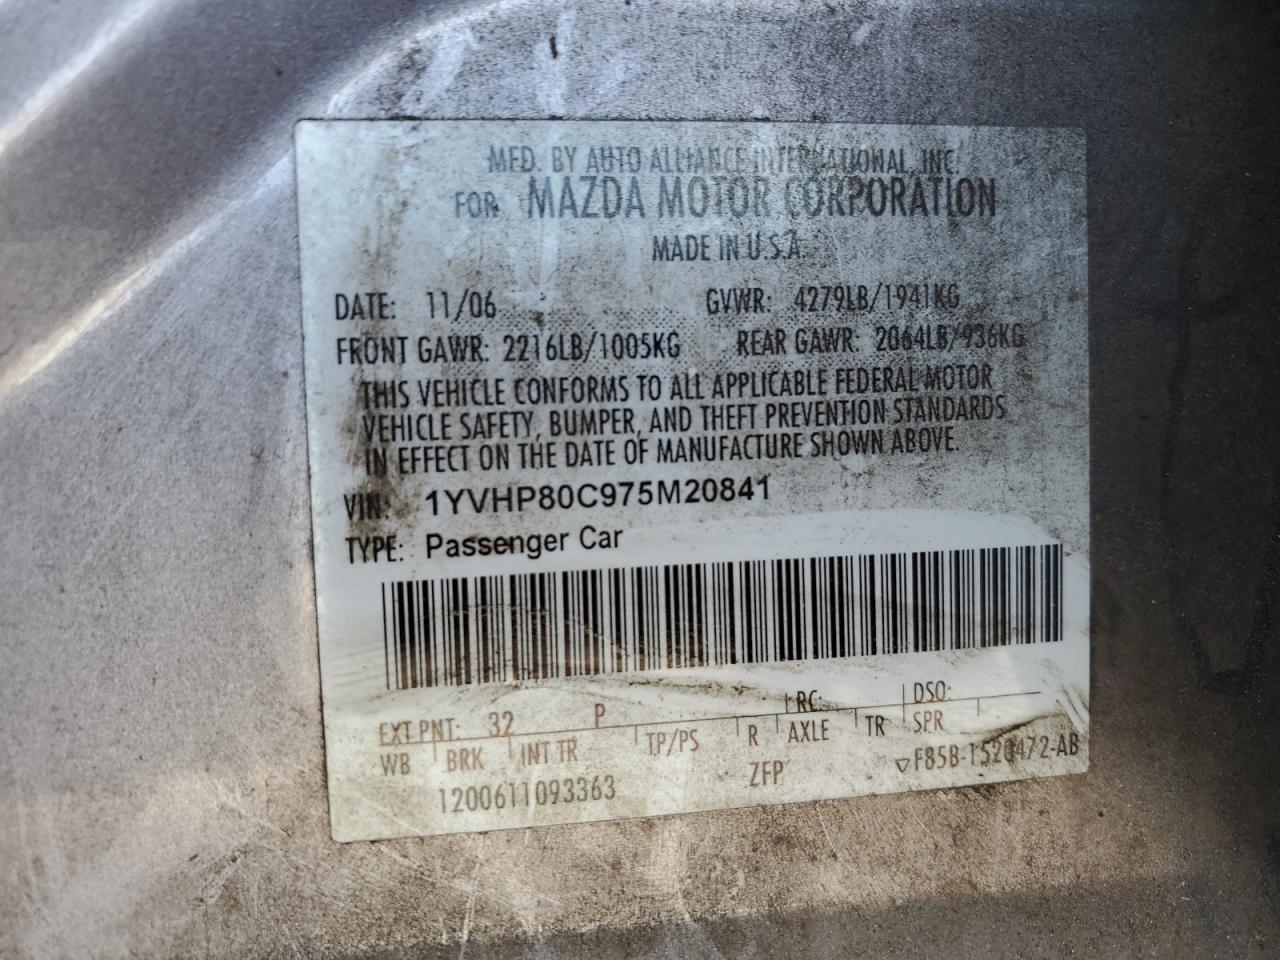 MFD. BY AUTO ALLIANCE INTERNATIONAL, INC.
FOR MAZDA MOTOR CORPORATION
MADE IN U.S.A.
DATE: 11/06 GVWR: 4279LB/1941KG
FRONT GAWR: 2216LB/1005KG REAR GAWR: 2064LB/936KG
THIS VEHICLE CONFORMS TO ALL APPLICABLE FEDERAL MOTOR
VEHICLE SAFETY, BUMPER, AND THEFT PREVENTION STANDARDS
IN EFFECT ON THE DATE OF MANUFACTURE SHOWN ABOVE.
VIN: 1YVHP80C975M20841
TYPE: Passenger Car
EXT PNT: 32 P RC: DSO:
WB BRK INT TR TP/PS R AXLE TR SPR
1200611093363 ZFP ▽F85B-1520472-AB